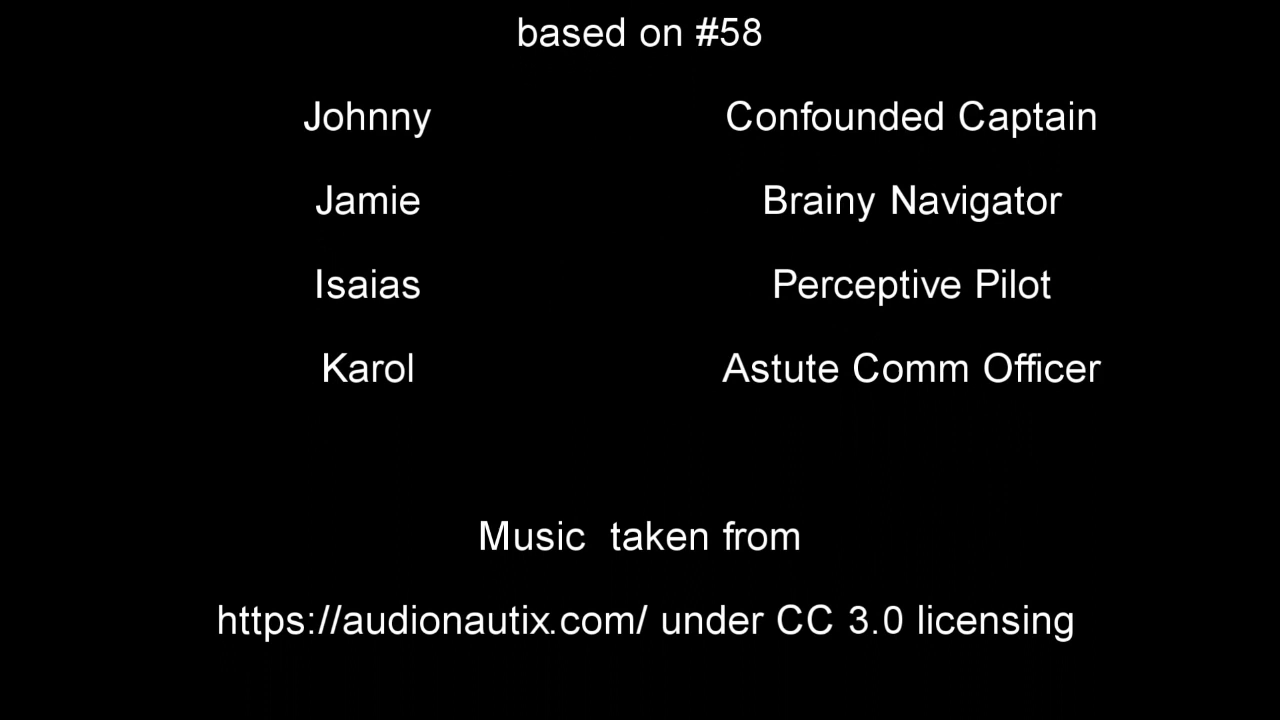 based on #58
Johnny Confounded Captain
Jamie Brainy Navigator
Isaias Perceptive Pilot
Karol Astute Comm Officer
Music  taken from
https://audionautix.com/ under CC 3.0 licensing